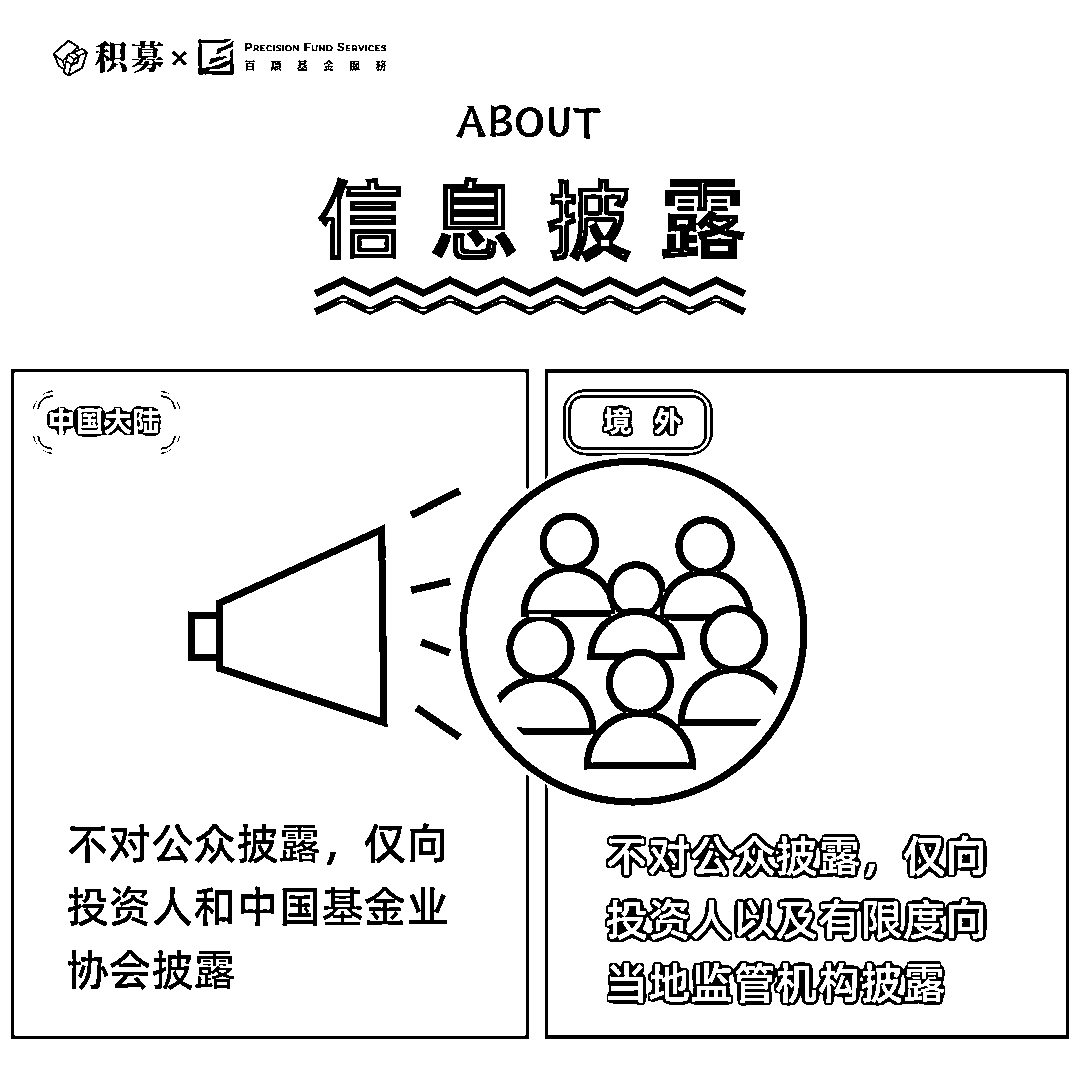 积募 × PRECISION FUND SERVICES
百源基金服務
ABOUT
信息披露
中国大陆
境外
不对公众披露，仅向
投资人和中国基金业
协会披露
不对公众披露，仅向
投资人以及有限度向
当地监管机构披露